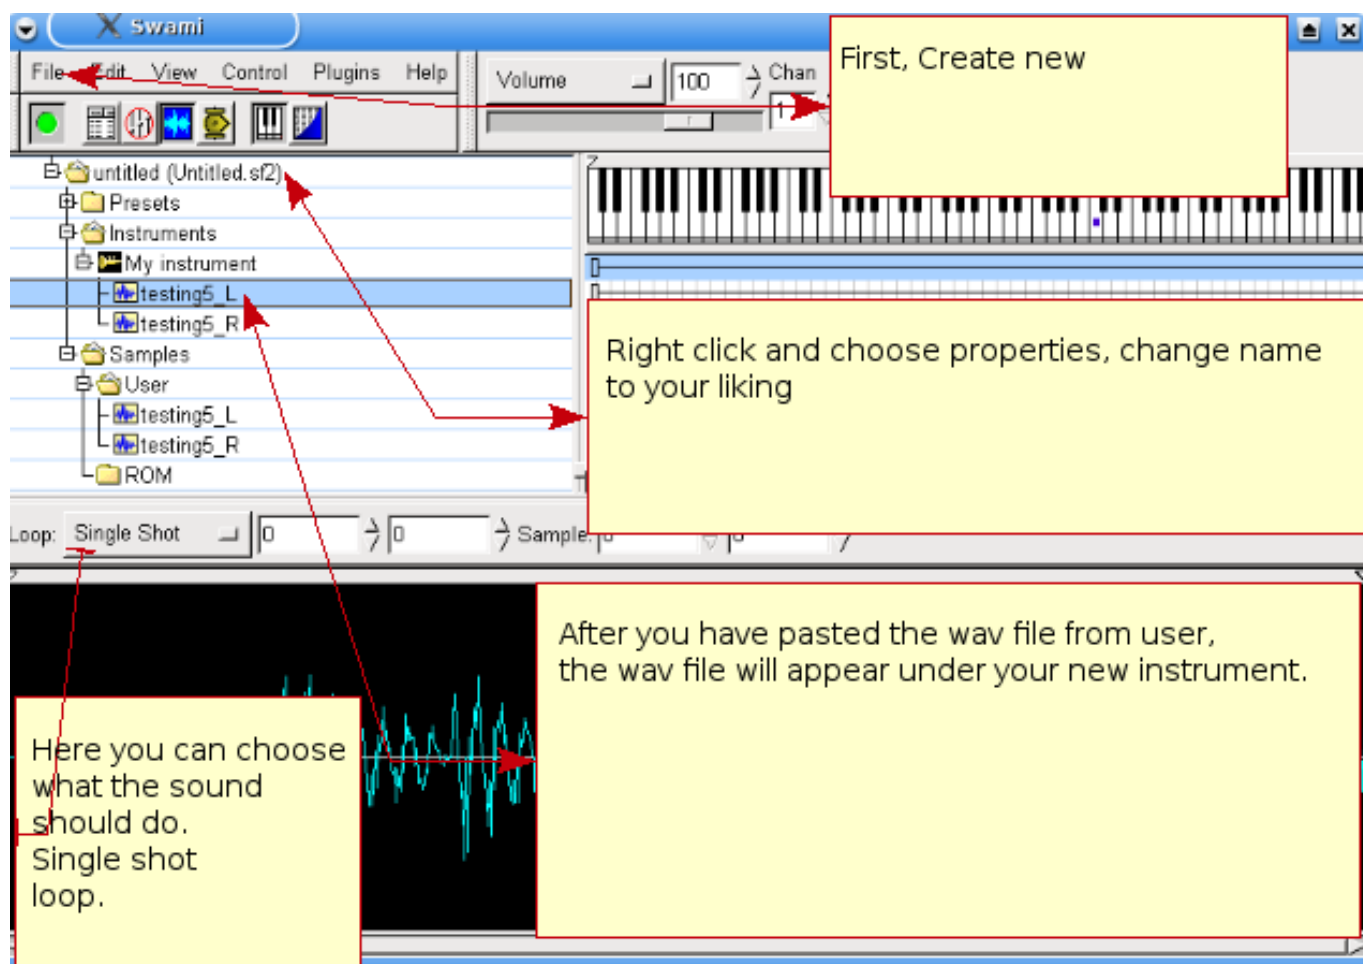 Swami
First, Create new
File Edit View Control Plugins Help
Volume 100 Chan
1
untitled (Untitled.sf2)
Presets
Instruments
My instrument
testing5_L
testing5_R
Samples
User
testing5_L
testing5_R
ROM
Right click and choose properties, change name
to your liking
Loop: Single Shot 0 0 Sample: 0 0
After you have pasted the wav file from user,
the wav file will appear under your new instrument.
Here you can choose
what the sound
should do.
Single shot
loop.